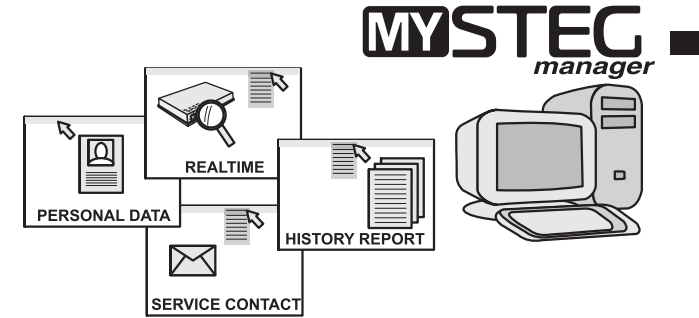 MYSTEG
manager
REALTIME
PERSONAL DATA
HISTORY REPORT
SERVICE CONTACT